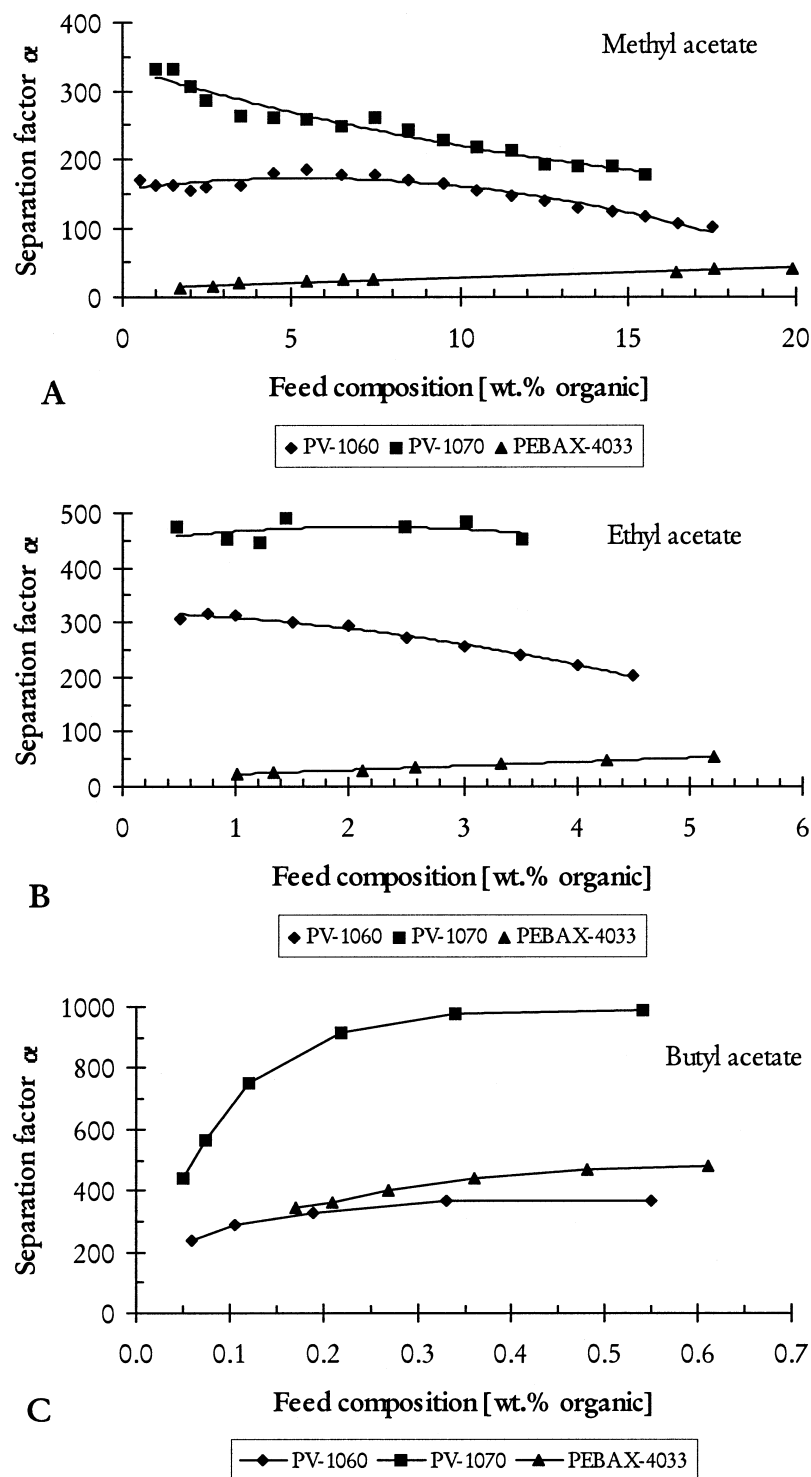 400
Methyl acetate
300
200
100
0
Separation factor α
0 5 10 15 20
Feed composition [wt.% organic]
A
PV-1060 PV-1070 PEBAX-4033
500
Ethyl acetate
400
300
200
100
0
Separation factor α
0 1 2 3 4 5 6
Feed composition [wt.% organic]
B
PV-1060 PV-1070 PEBAX-4033
1000
Butyl acetate
800
600
400
200
0
Separation factor α
0.0 0.1 0.2 0.3 0.4 0.5 0.6 0.7
Feed composition [wt.% organic]
C
PV-1060 PV-1070 PEBAX-4033